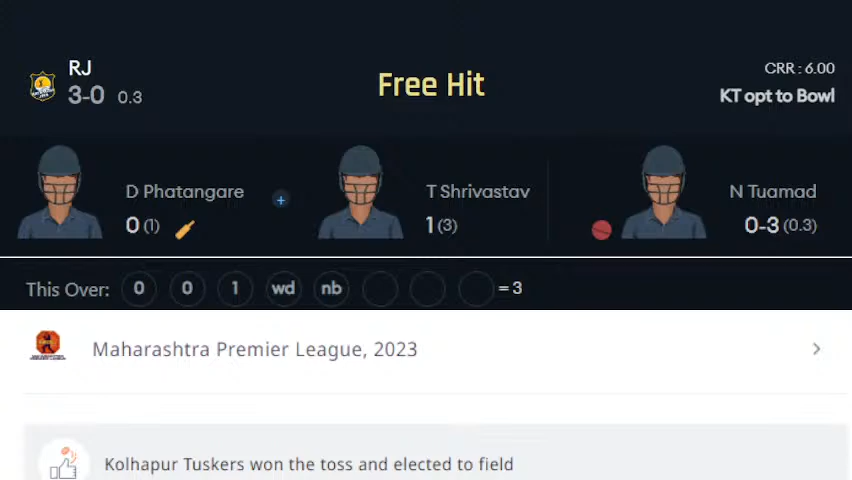 RJ
3-0 0.3
Free Hit
CRR : 6.00
KT opt to Bowl
D Phatangare
0 (1)
+
T Shrivastav
1 (3)
N Tuamad
0-3 (0.3)
This Over: 0 0 1 wd nb = 3
Maharashtra Premier League, 2023
Kolhapur Tuskers won the toss and elected to field